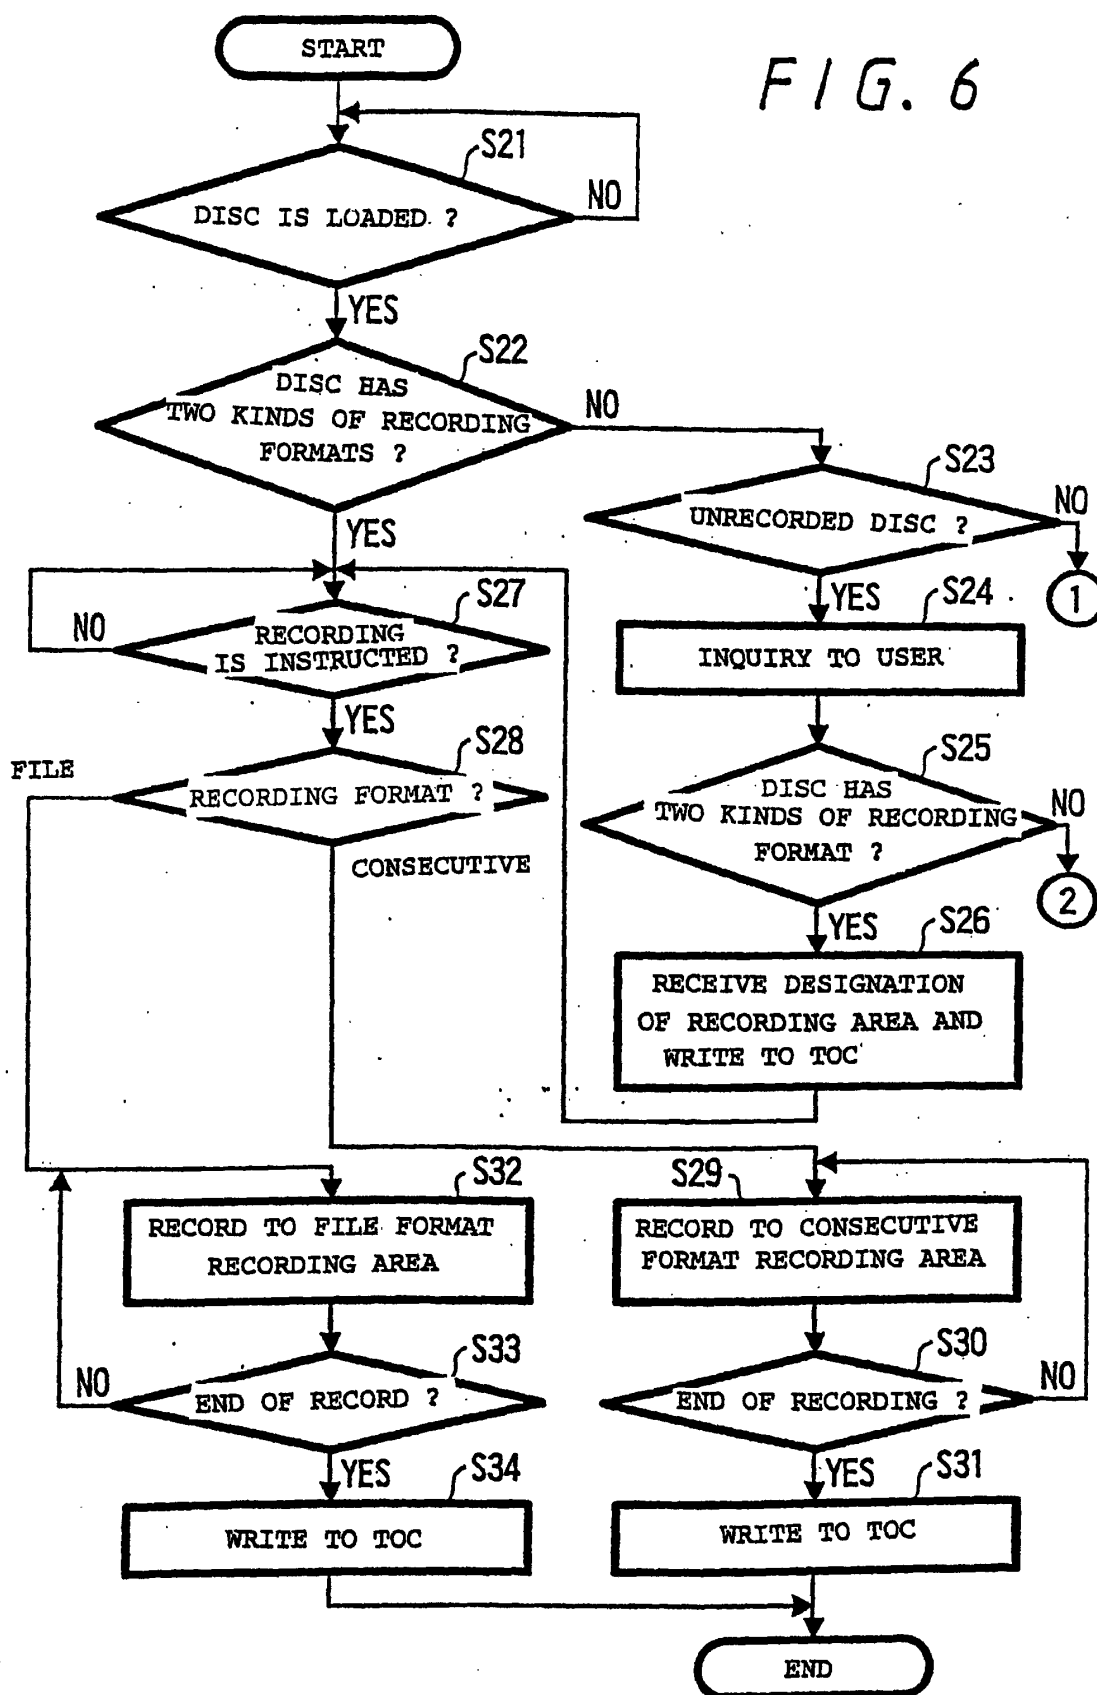 START
FIG. 6
S21
DISC IS LOADED ?
NO
YES
S22
DISC HAS
TWO KINDS OF RECORDING
FORMATS ?
NO
YES
S23
UNRECORDED DISC ?
NO
1
YES
S24
INQUIRY TO USER
S27
RECORDING
IS INSTRUCTED ?
NO
YES
S28
RECORDING FORMAT ?
FILE
CONSECUTIVE
S25
DISC HAS
TWO KINDS OF RECORDING
FORMAT ?
NO
2
YES
S26
RECEIVE DESIGNATION
OF RECORDING AREA AND
WRITE TO TOC
S32
RECORD TO FILE FORMAT
RECORDING AREA
S29
RECORD TO CONSECUTIVE
FORMAT RECORDING AREA
S33
END OF RECORD ?
NO
YES
S30
END OF RECORDING ?
NO
YES
S34
WRITE TO TOC
S31
WRITE TO TOC
END